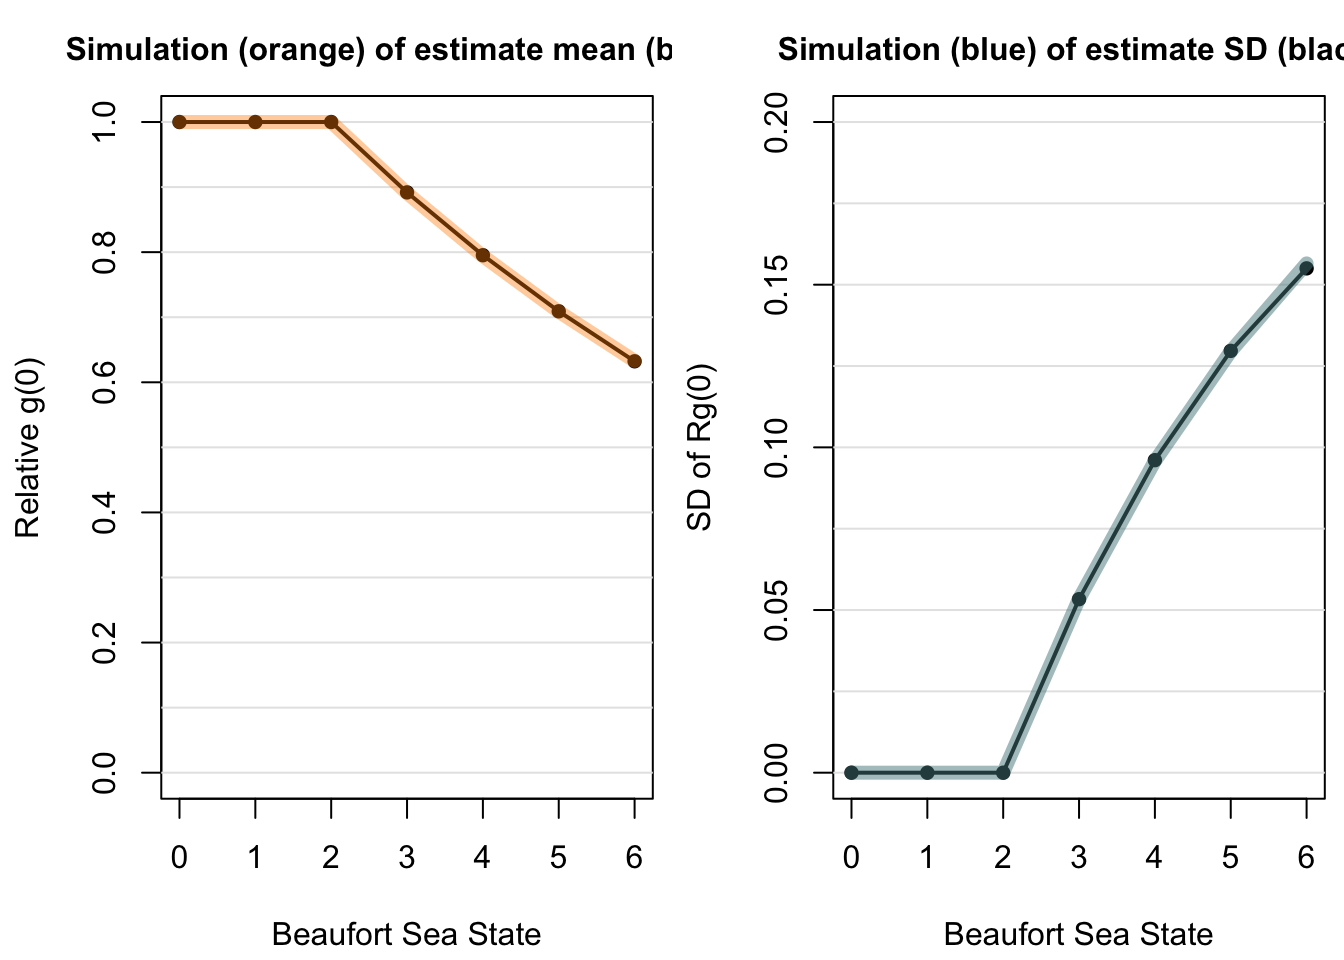 Simulation (orange) of estimate mean (b
Relative g(0)
1.0
0.8
0.6
0.4
0.2
0.0
0 1 2 3 4 5 6
Beaufort Sea State
Simulation (blue) of estimate SD (blac
SD of Rg(0)
0.20
0.15
0.10
0.05
0.00
0 1 2 3 4 5 6
Beaufort Sea State